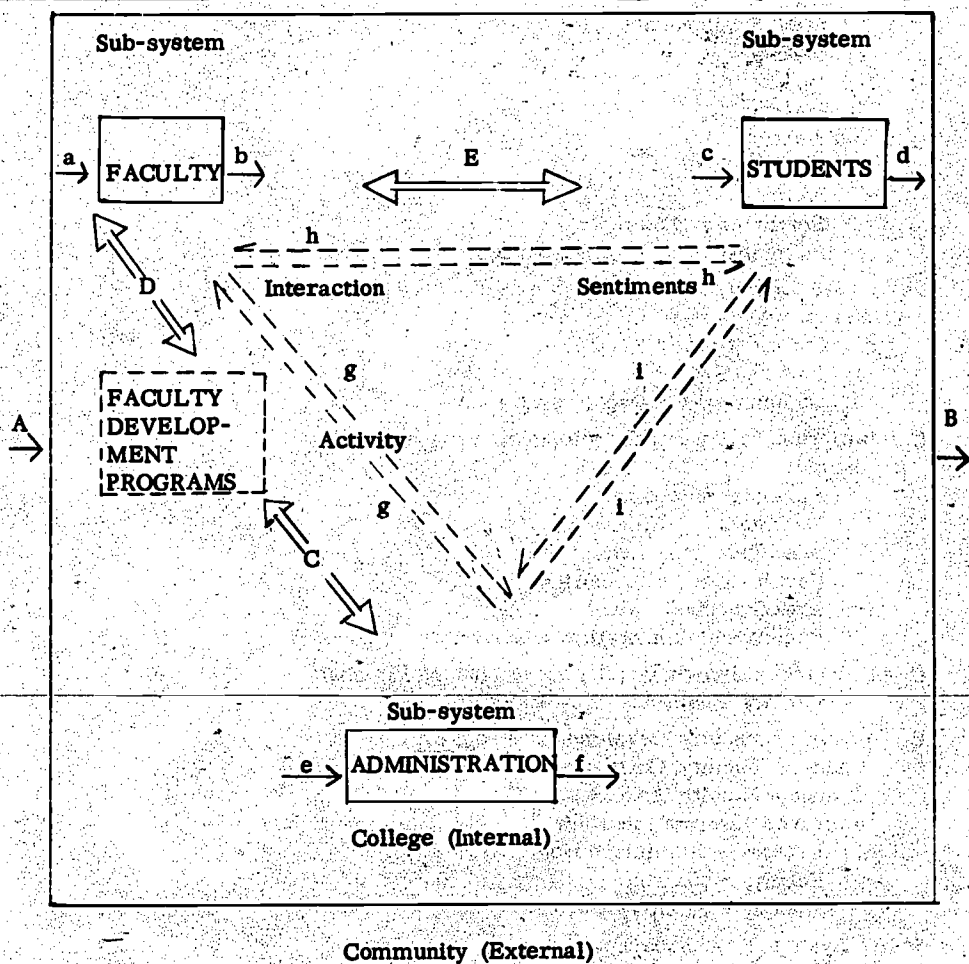 Sub-system
Sub-system
a
FACULTY
b
E
c
STUDENTS
d
h
Interaction
Sentiments h
D
FACULTY
DEVELOP-
MENT
PROGRAMS
A
g
Activity
g
i
i
B
C
Sub-system
e
ADMINISTRATION
f
College (Internal)
Community (External)